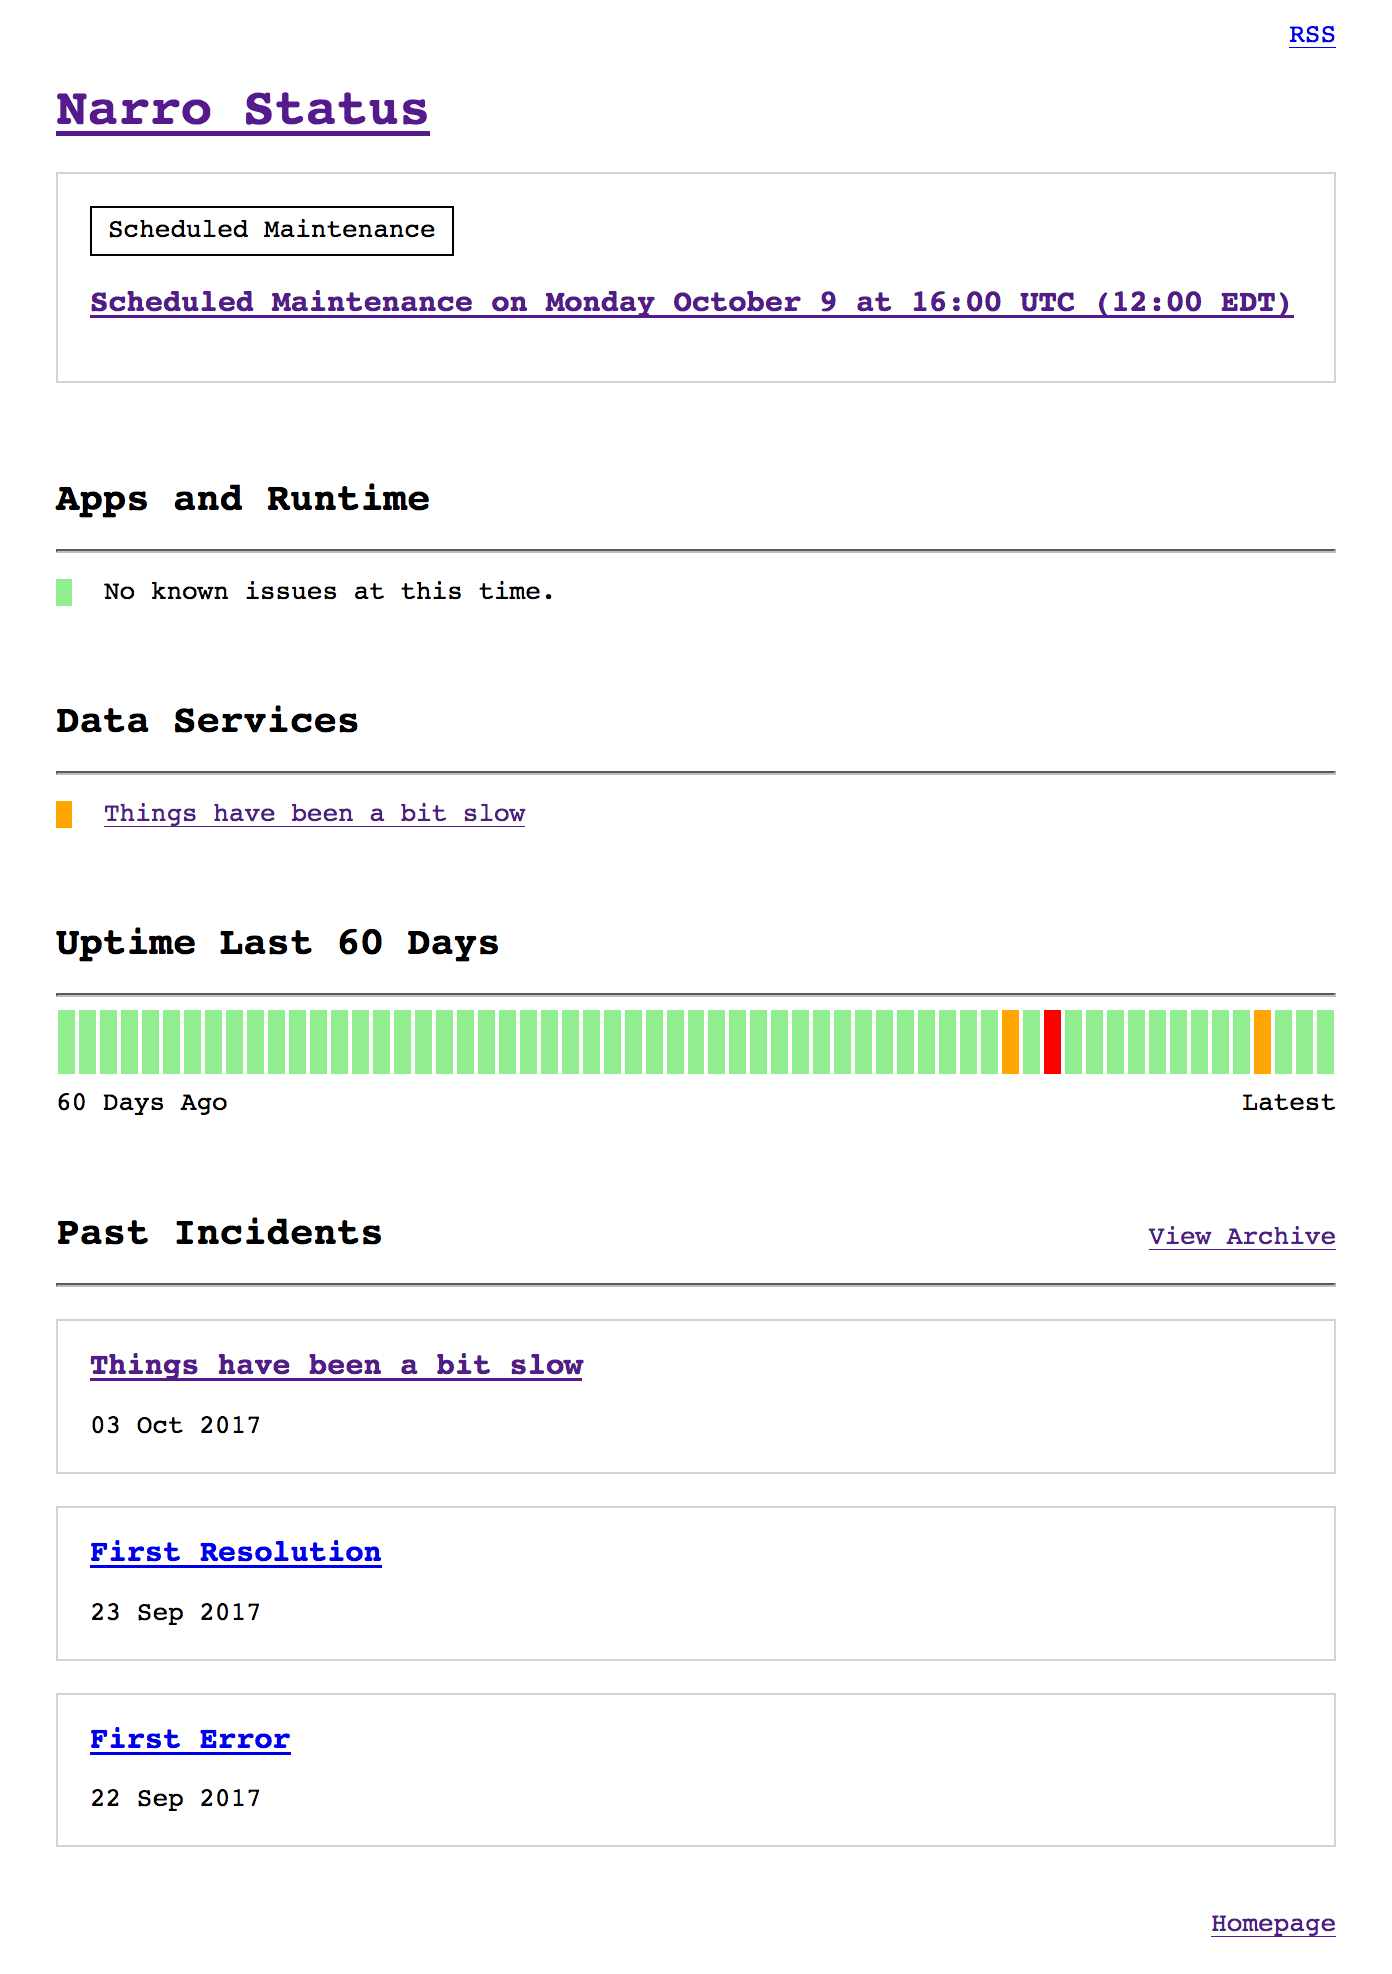 RSS
Narro Status
Scheduled Maintenance
Scheduled Maintenance on Monday October 9 at 16:00 UTC (12:00 EDT)
Apps and Runtime
No known issues at this time.
Data Services
Things have been a bit slow
Uptime Last 60 Days
60 Days Ago
Latest
Past Incidents
View Archive
Things have been a bit slow
03 Oct 2017
First Resolution
23 Sep 2017
First Error
22 Sep 2017
Homepage